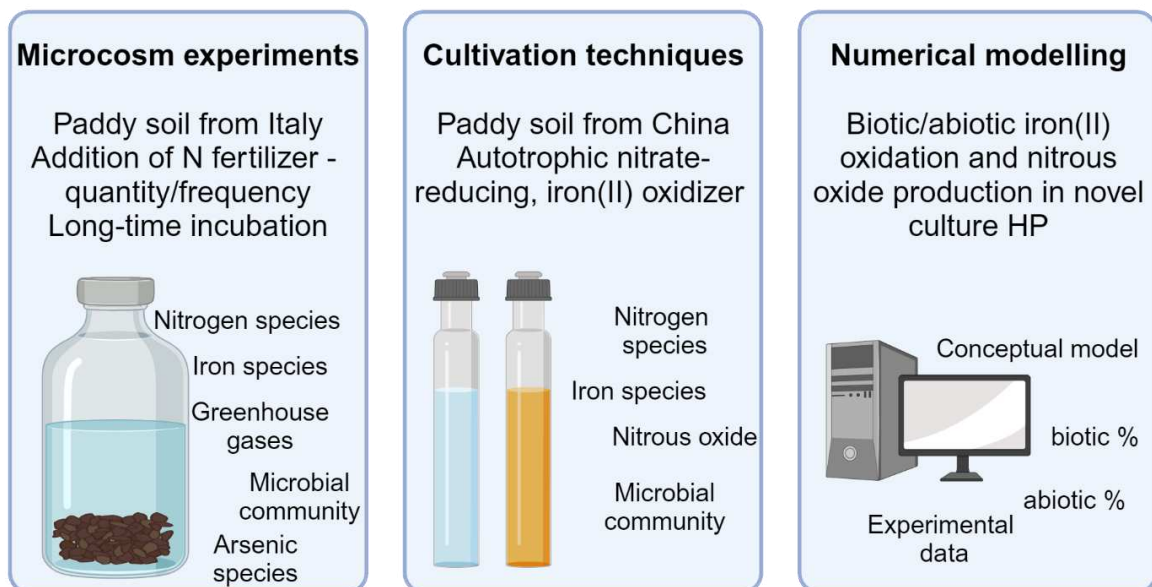 Microcosm experiments
Paddy soil from Italy
Addition of N fertilizer -
quantity/frequency
Long-time incubation
Nitrogen species
Iron species
Greenhouse
gases
Microbial
community
Arsenic
species
Cultivation techniques
Paddy soil from China
Autotrophic nitrate-
reducing, iron(II) oxidizer
Nitrogen
species
Iron species
Nitrous oxide
Microbial
community
Numerical modelling
Biotic/abiotic iron(II)
oxidation and nitrous
oxide production in novel
culture HP
Conceptual model
biotic %
abiotic %
Experimental
data